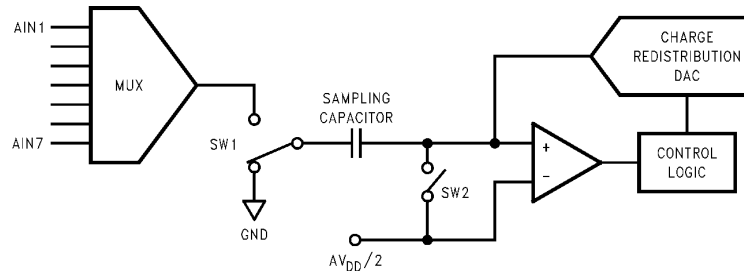 AIN1
MUX
AIN7
SW1
GND
SAMPLING
CAPACITOR
SW2
AVDD/2
+
−
CHARGE
REDISTRIBUTION
DAC
CONTROL
LOGIC